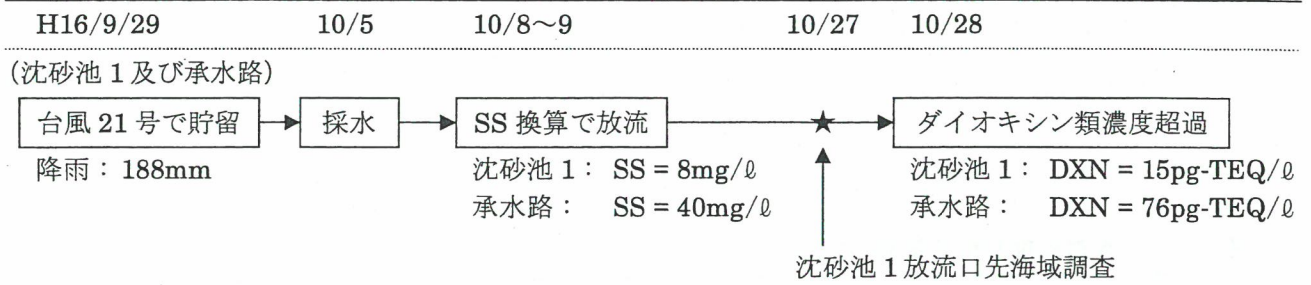 H16/9/29 10/5 10/8～9 10/27 10/28
(沈砂池1及び承水路)
台風21号で貯留 採水 SS換算で放流 ★ ダイオキシン類濃度超過
降雨：188mm 沈砂池1： SS = 8mg/ℓ 沈砂池1： DXN = 15pg-TEQ/ℓ
承水路： SS = 40mg/ℓ 承水路： DXN = 76pg-TEQ/ℓ
沈砂池1放流口先海域調査